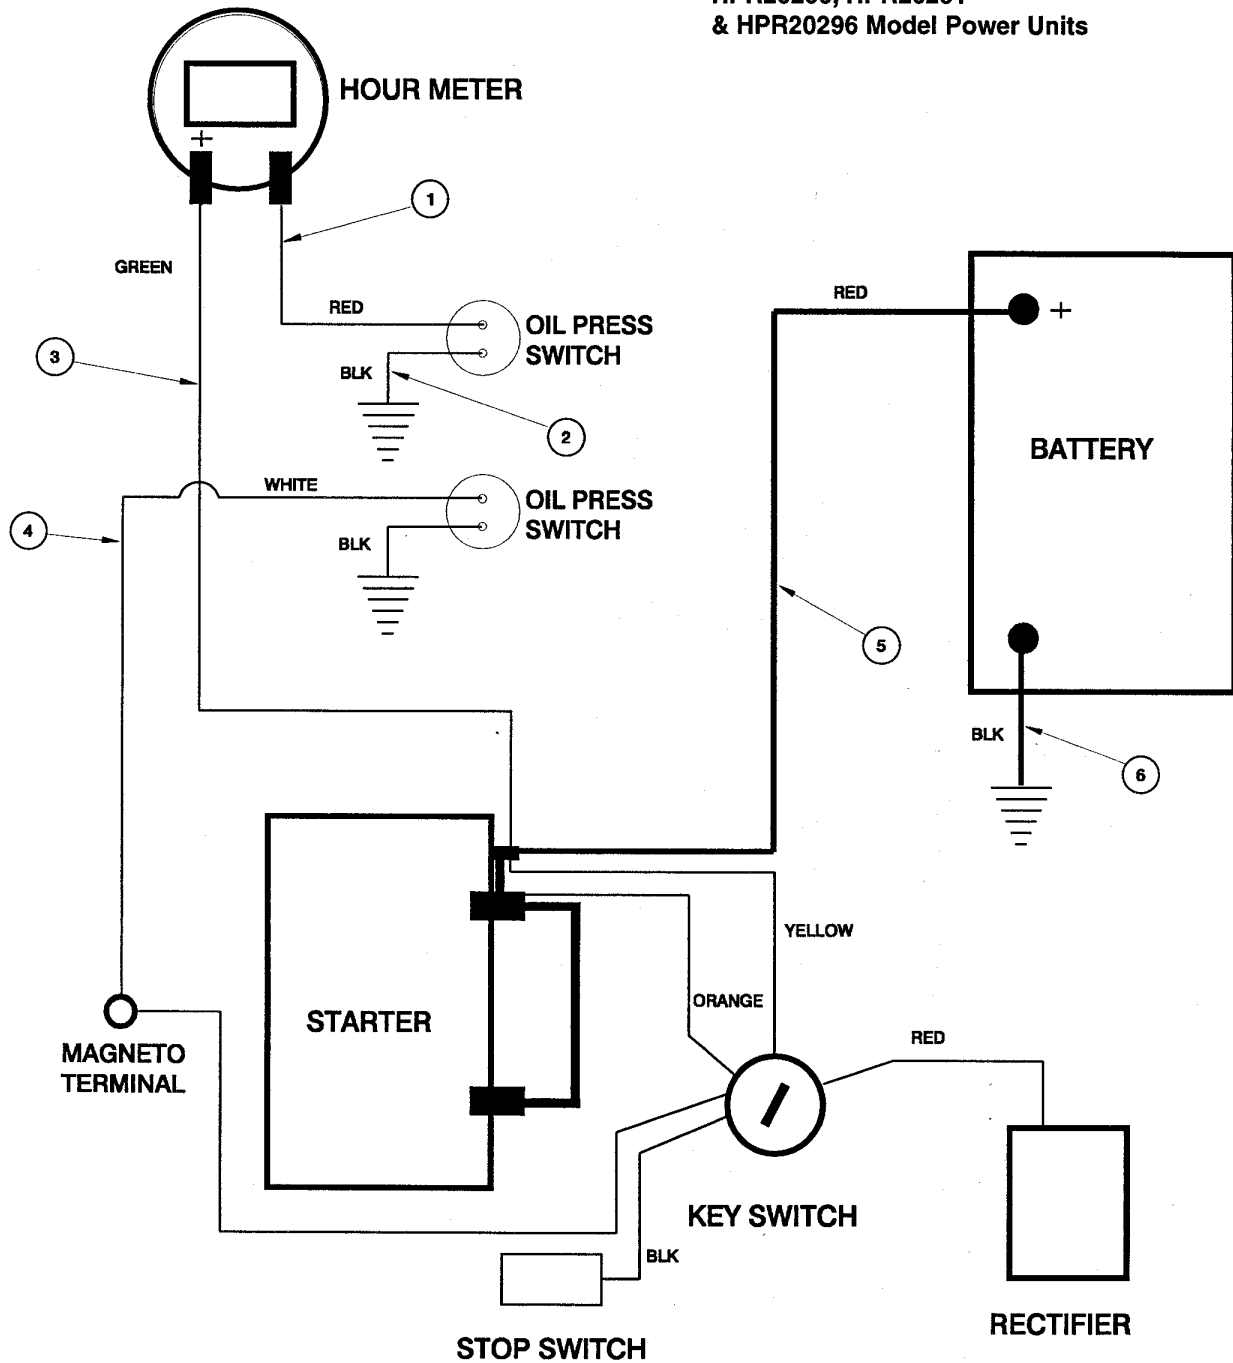 & HPR20296 Model Power Units
HOUR METER
+
1
GREEN
RED
RED
+
OIL PRESS
SWITCH
3
BLK
2
BATTERY
WHITE
OIL PRESS
SWITCH
4
BLK
5
BLK
6
YELLOW
ORANGE
STARTER
RED
MAGNETO
TERMINAL
KEY SWITCH
BLK
RECTIFIER
STOP SWITCH